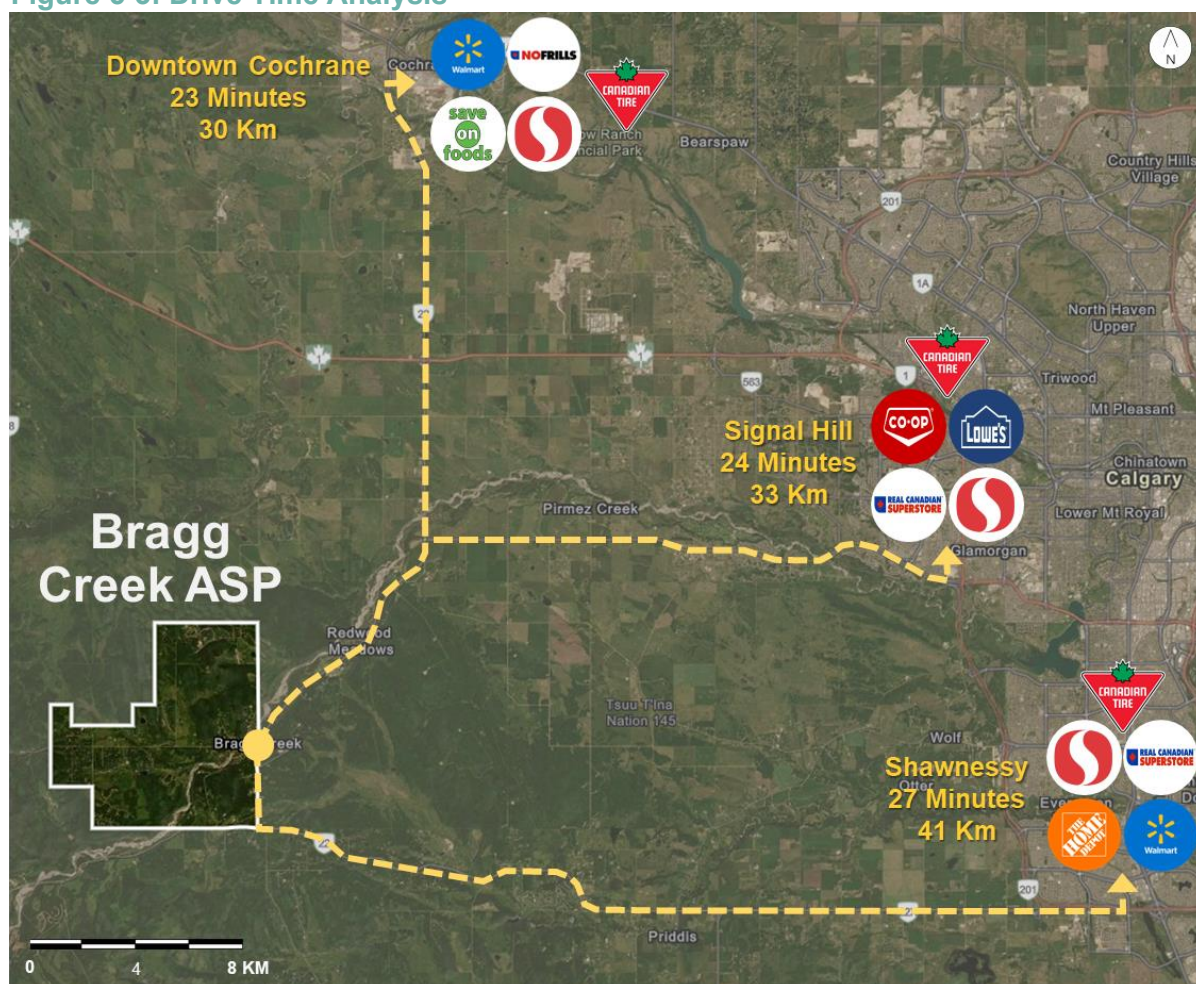 Downtown Cochrane
23 Minutes
30 Km
Walmart
NOFRILLS
CANADIAN
TIRE
save
on
foods
N
Bearspaw
Country Hills
Village
201
1A
North Haven
Upper
1
1
1
563
CANADIAN
TIRE
Triwood
Mt Pleasant
CO-OP
LOWE'S
Signal Hill
24 Minutes
33 Km
Chinatown
Calgary
REAL CANADIAN
SUPERSTORE
Lower Mt Royal
Pirmez Creek
Glamorgan
Bragg
Creek ASP
Redwood
Meadows
Tsuu T'Ina
Nation 145
CANADIAN
TIRE
Wolf
REAL CANADIAN
SUPERSTORE
Shawnessy
27 Minutes
41 Km
Otter
THE
HOME
DEPOT
Walmart
22
201
Priddis
0 4 8 KM